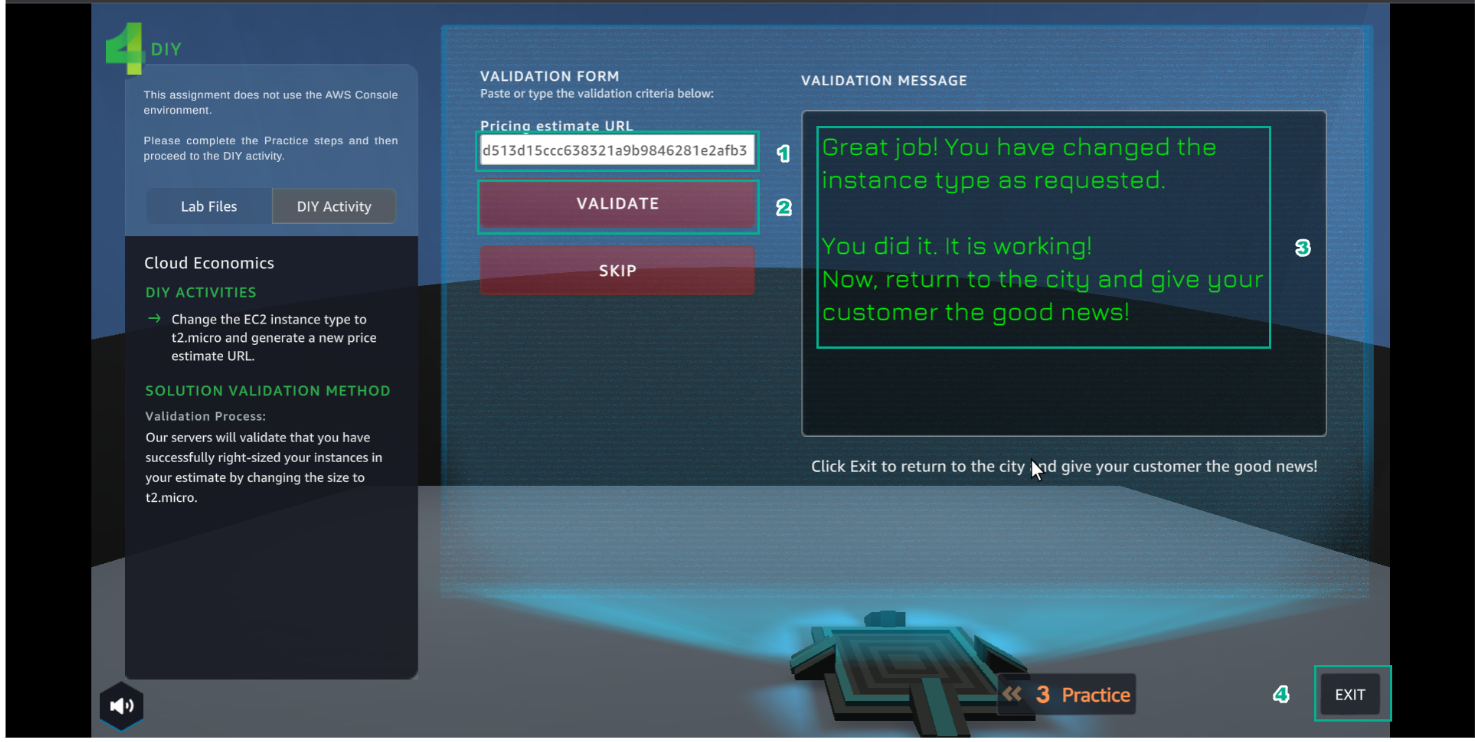 4 DIY
This assignment does not use the AWS Console
environment.
Please complete the Practice steps and then
proceed to the DIY activity.
Lab Files
DIY Activity
Cloud Economics
DIY ACTIVITIES
→ Change the EC2 instance type to
t2.micro and generate a new price
estimate URL.
SOLUTION VALIDATION METHOD
Validation Process:
Our servers will validate that you have
successfully right-sized your instances in
your estimate by changing the size to
t2.micro.
VALIDATION FORM
Paste or type the validation criteria below:
Pricing estimate URL
d513d15ccc638321a9b9846281e2afb3
1
VALIDATE
2
SKIP
VALIDATION MESSAGE
Great job! You have changed the
instance type as requested.
You did it. It is working!
Now, return to the city and give your
customer the good news!
3
Click Exit to return to the city and give your customer the good news!
« 3 Practice
4
EXIT